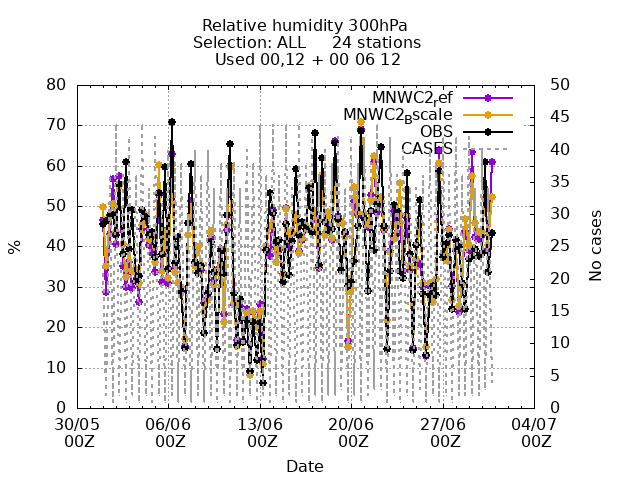 Relative humidity 300hPa
Selection: ALL 24 stations
Used 00,12 + 00 06 12
MNWC2ref
MNWC2Bscale
OBS
CASES
%
80
70
60
50
40
30
20
10
0
No cases
50
45
40
35
30
25
20
15
10
5
0
30/05 06/06 13/06 20/06 27/06 04/07
00Z 00Z 00Z 00Z 00Z 00Z
Date